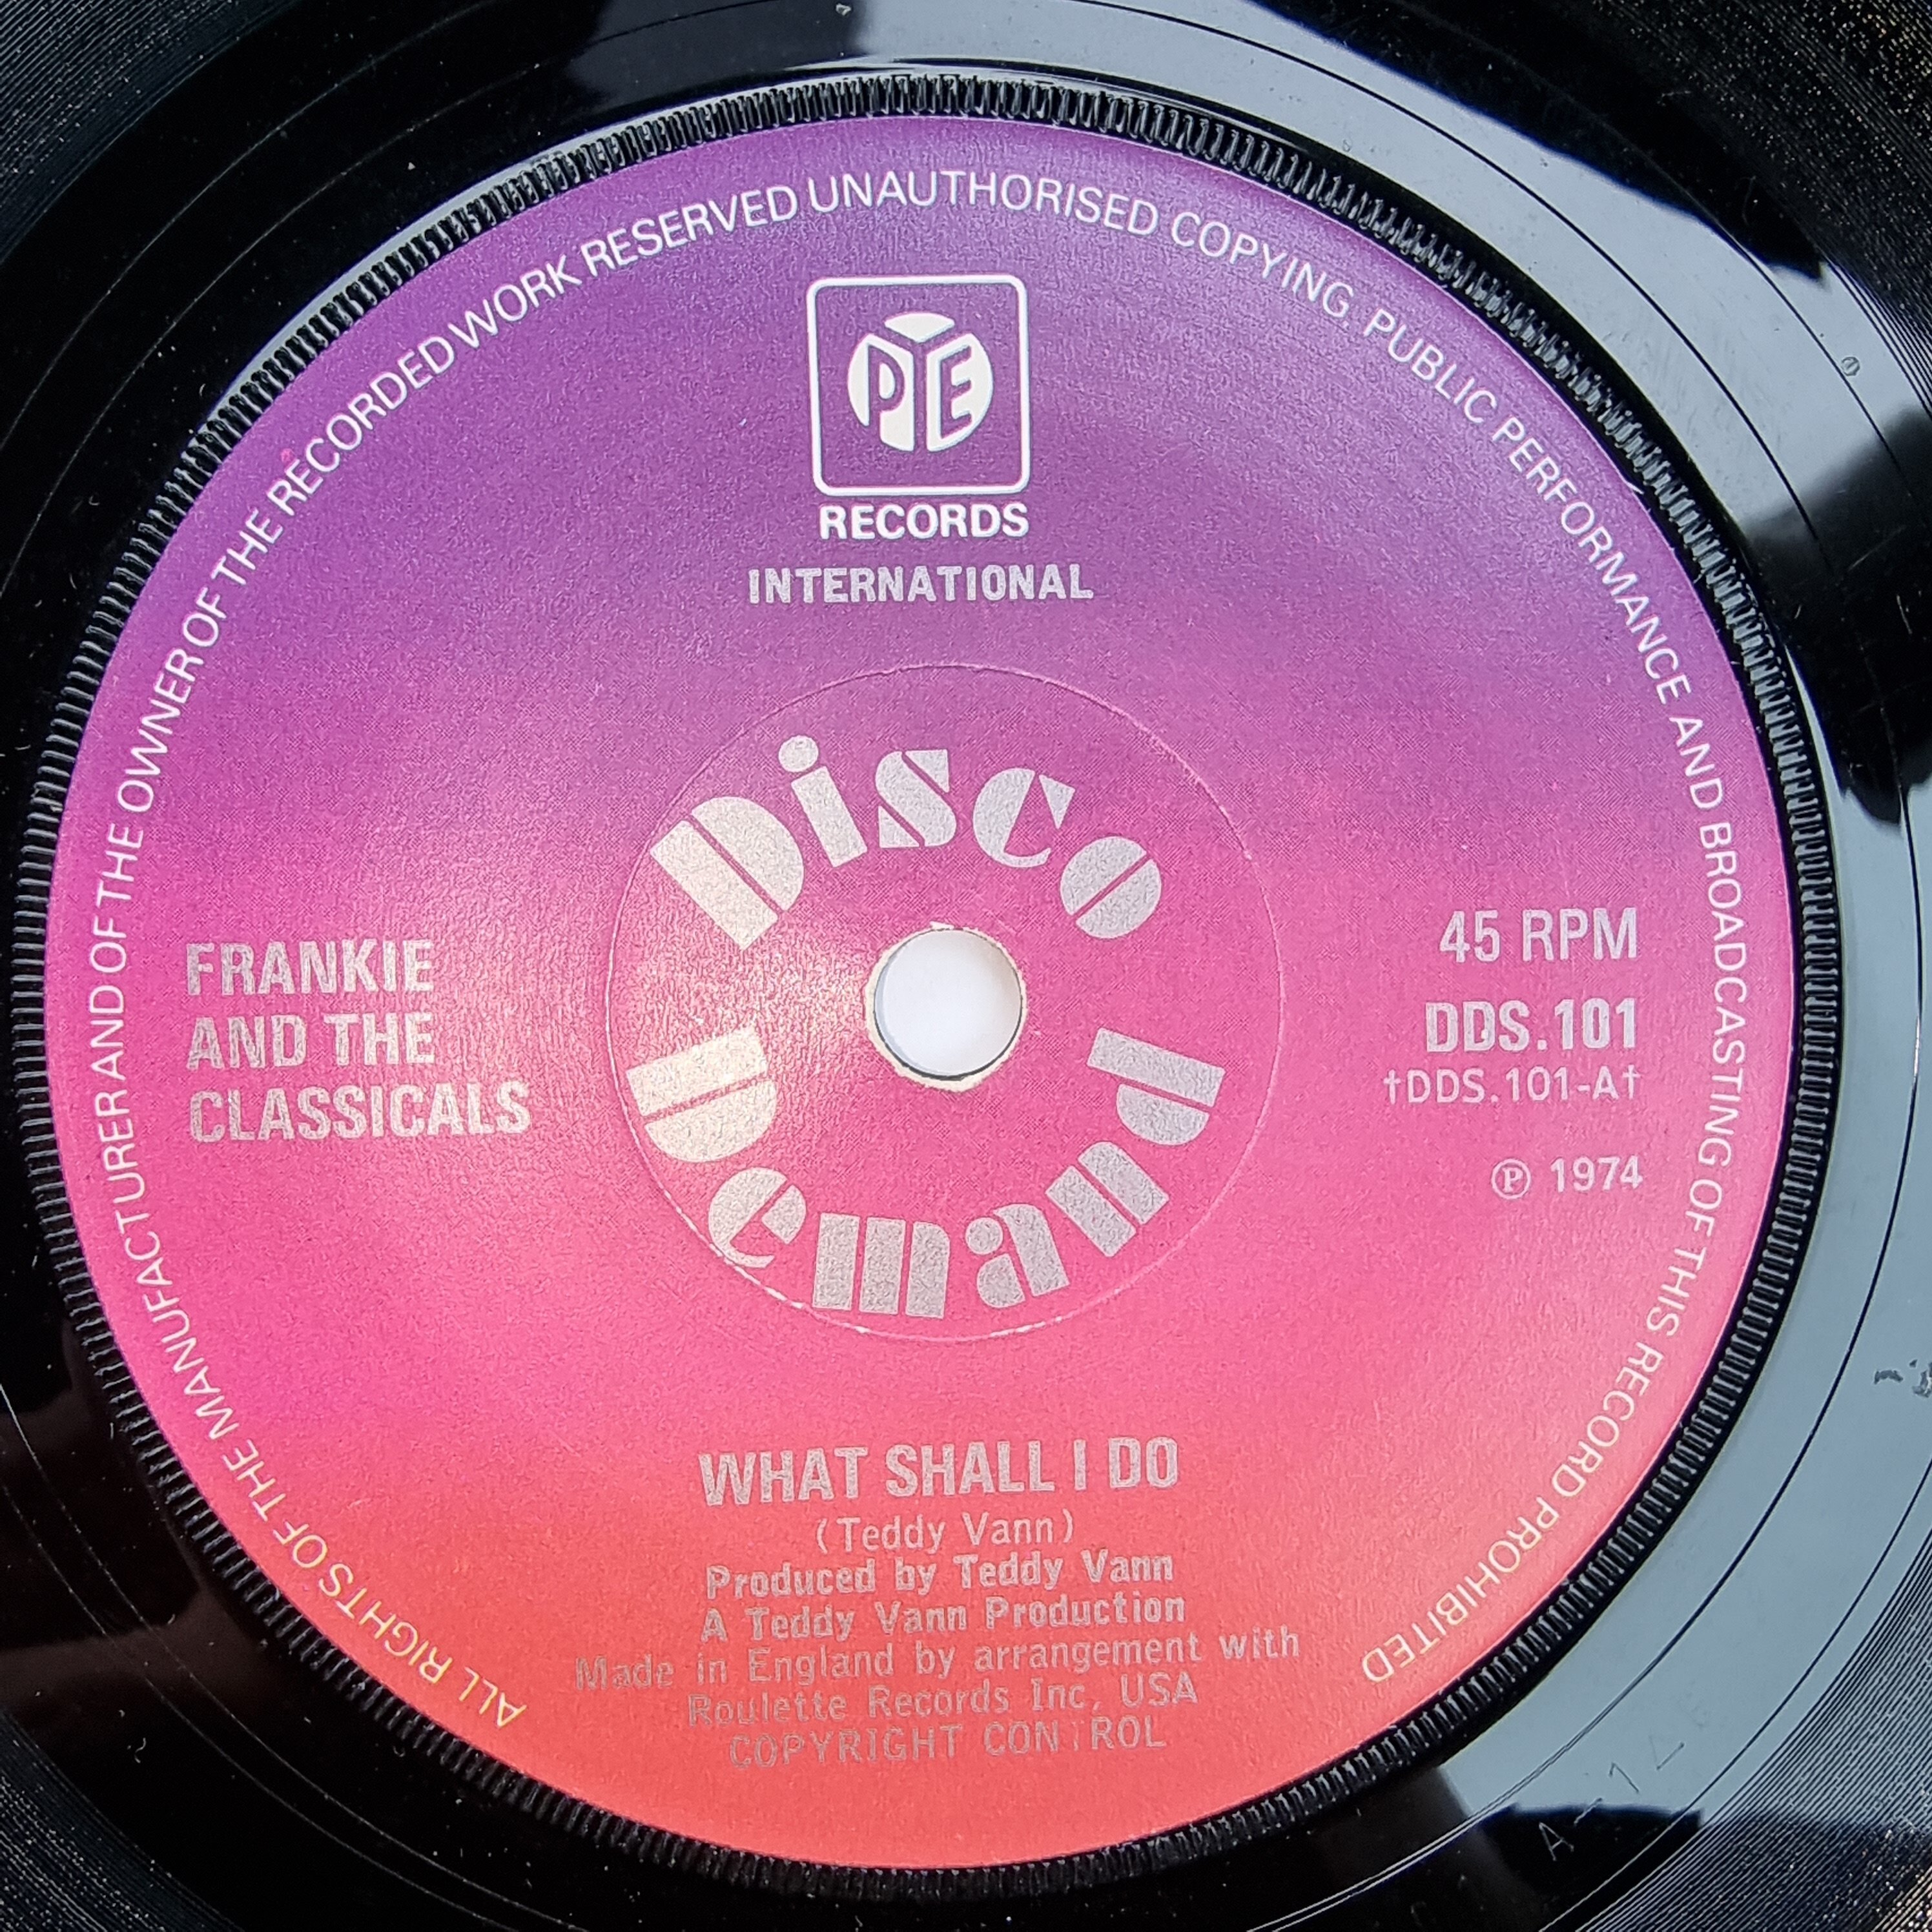 ALL RIGHTS OF THE MANUFACTURER AND OF THE OWNER OF THE RECORDED WORK RESERVED UNAUTHORISED COPYING, PUBLIC PERFORMANCE AND BROADCASTING OF THIS RECORD PROHIBITED
PYE
RECORDS
INTERNATIONAL
Disco
Demand
FRANKIE
AND THE
CLASSICALS
45 RPM
DDS.101
†DDS.101-A†
℗ 1974
WHAT SHALL I DO
(Teddy Vann)
Produced by Teddy Vann
A Teddy Vann Production
Made in England by arrangement with
Roulette Records Inc, USA
COPYRIGHT CONTROL